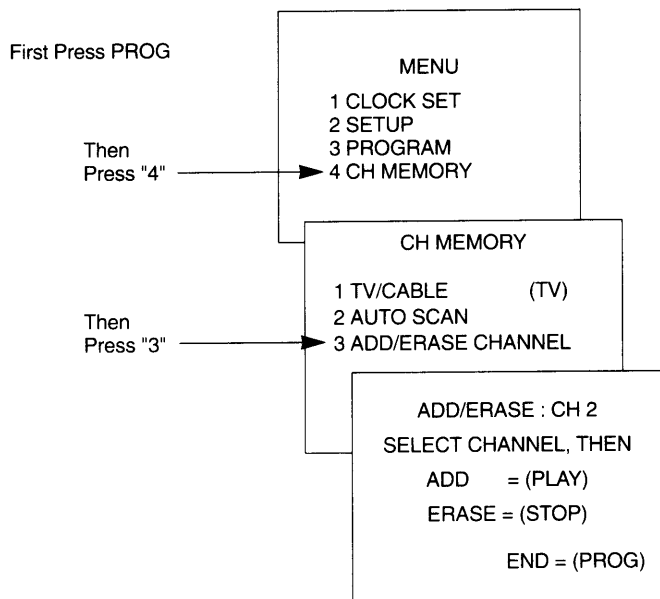 First Press PROG
MENU
1 CLOCK SET
2 SETUP
3 PROGRAM
4 CH MEMORY
Then
Press "4"
CH MEMORY
1 TV/CABLE (TV)
2 AUTO SCAN
3 ADD/ERASE CHANNEL
Then
Press "3"
ADD/ERASE : CH 2
SELECT CHANNEL, THEN
ADD = (PLAY)
ERASE = (STOP)
END = (PROG)